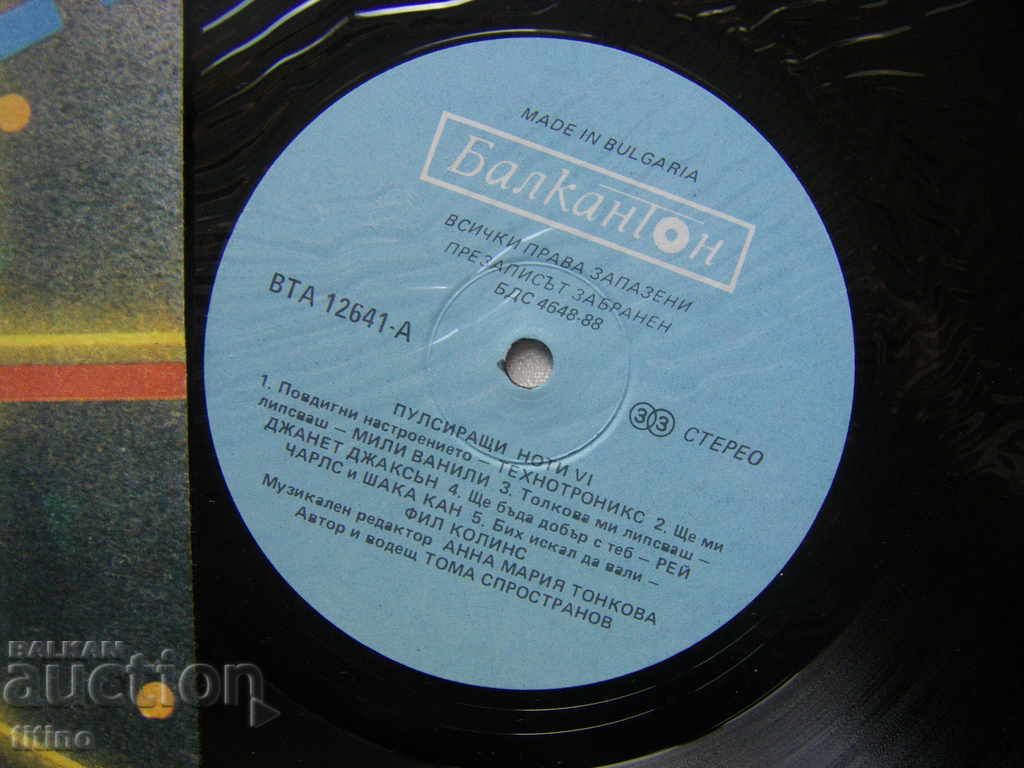 MADE IN BULGARIA
Балкантон
ВСИЧКИ ПРАВА ЗАПАЗЕНИ
ПРЕЗАПИСЪТ ЗАБРАНЕН
БДС 4648-88
ВТА 12641-А
33 СТЕРЕО
ПУЛСИРАЩИ НОТИ VI
1. Повдигни настроението – ТЕХНОТРОНИКС 2. Ще ми
липсваш – МИЛИ ВАНИЛИ 3. Толкова ми липсваш –
ДЖАНЕТ ДЖАКСЪН 4. Ще бъда добър с теб – РЕЙ
ЧАРЛС и ШАКА КАН 5. Бих искал да вали –
ФИЛ КОЛИНС
Музикален редактор АННА МАРИЯ ТОНКОВА
Автор и водещ ТОМА СПРОСТРАНОВ
BALKAN
auction
titino